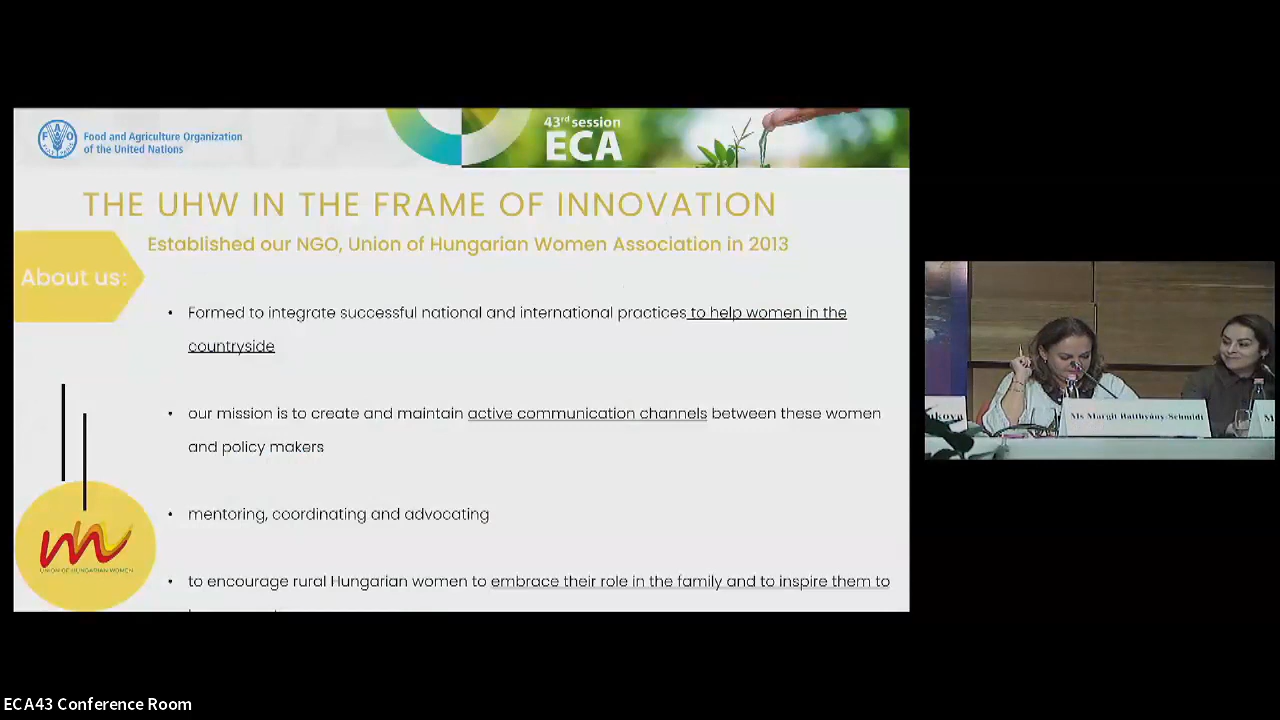 Food and Agriculture Organization
of the United Nations
43rd session
ECA
THE UHW IN THE FRAME OF INNOVATION
Established our NGO, Union of Hungarian Women Association in 2013
About us:
• Formed to integrate successful national and international practices to help women in the
countryside
• our mission is to create and maintain active communication channels between these women
and policy makers
• mentoring, coordinating and advocating
• to encourage rural Hungarian women to embrace their role in the family and to inspire them to
UNION OF HUNGARIAN WOMEN
Ms Margit Batthyány-Schmidt
ECA43 Conference Room